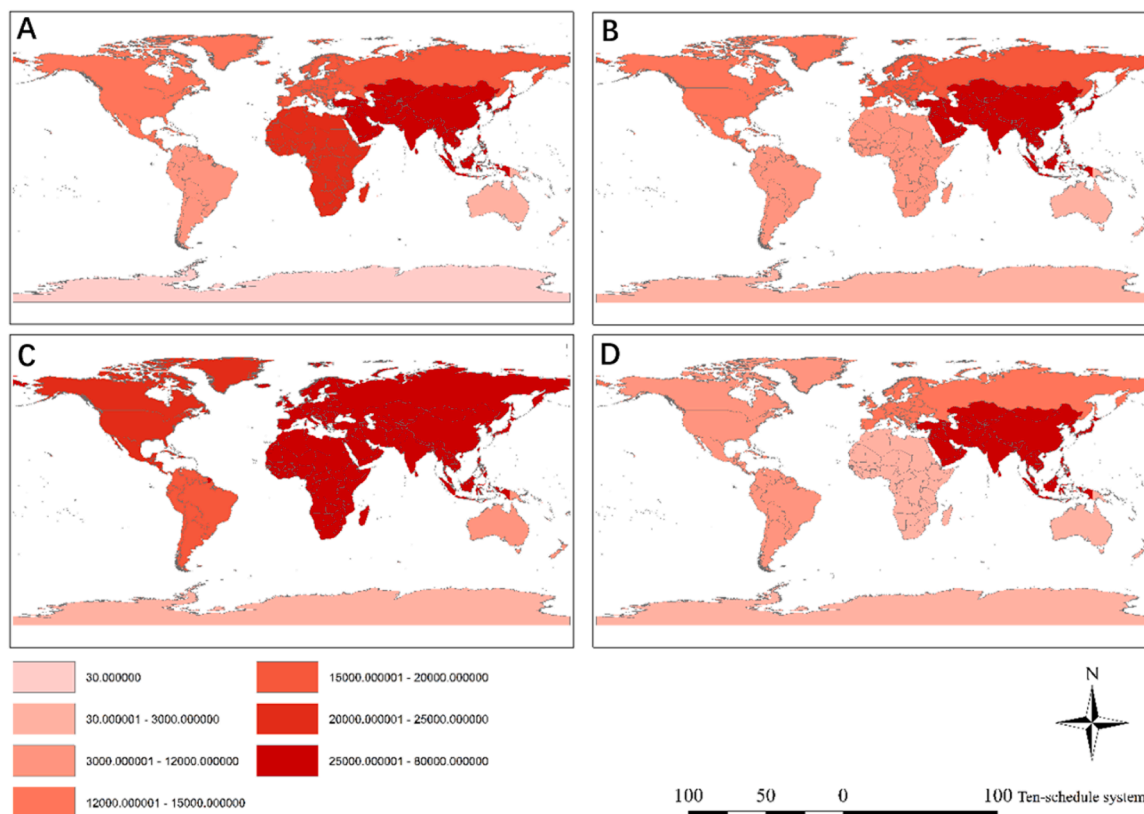 A
B
C
D
30.000000
30.000001 - 3000.000000
3000.000001 - 12000.000000
12000.000001 - 15000.000000
15000.000001 - 20000.000000
20000.000001 - 25000.000000
25000.000001 - 80000.000000
N
100 50 0 100 Ten-schedule system